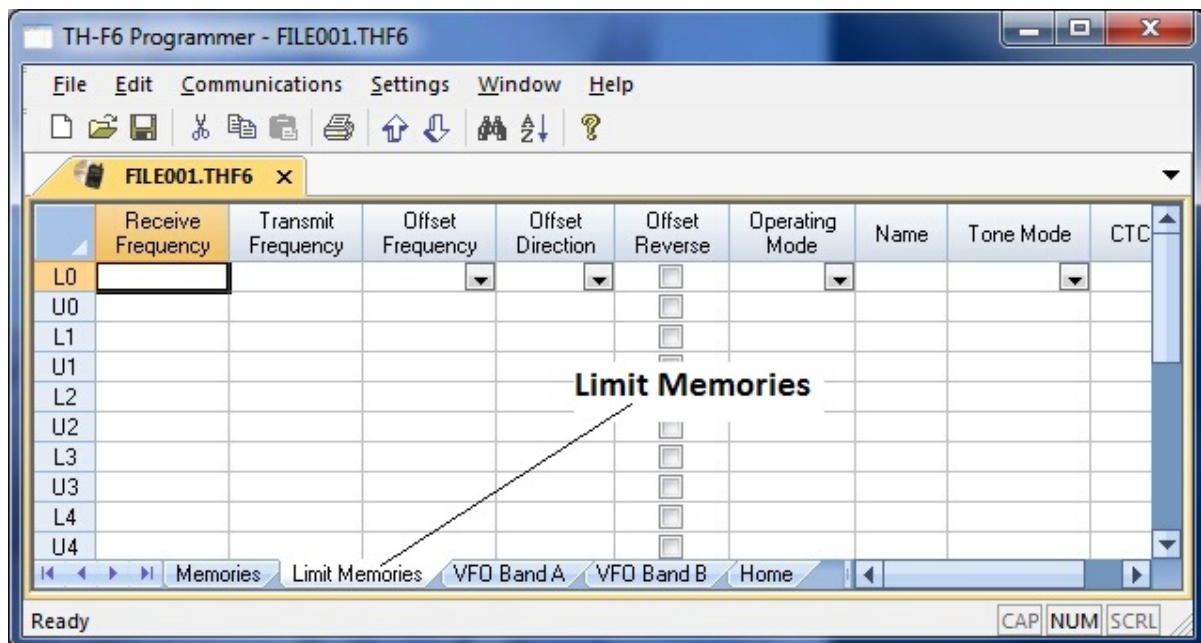 TH-F6 Programmer - FILE001.THF6
File Edit Communications Settings Window Help
FILE001.THF6
Receive Frequency Transmit Frequency Offset Frequency Offset Direction Offset Reverse Operating Mode Name Tone Mode CTC
L0
U0
L1
U1
Limit Memories
L2
U2
L3
U3
L4
U4
Memories Limit Memories VFO Band A VFO Band B Home
Ready CAP NUM SCRL